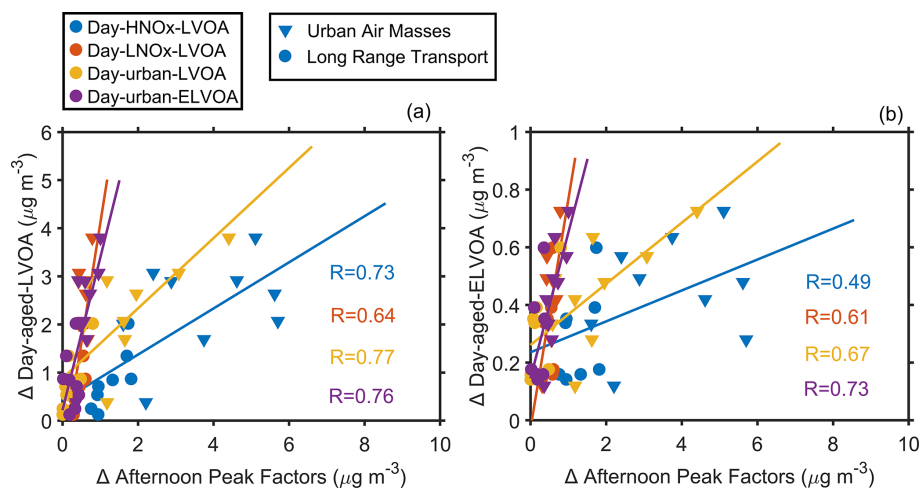 Day-HNOx-LVOA
Day-LNOx-LVOA
Day-urban-LVOA
Day-urban-ELVOA
Urban Air Masses
Long Range Transport
(a)
6
5
4
3
2
1
0
Δ Day-aged-LVOA (μg m⁻³)
R=0.73
R=0.64
R=0.77
R=0.76
0 2 4 6 8 10
Δ Afternoon Peak Factors (μg m⁻³)
(b)
1
0.8
0.6
0.4
0.2
0
Δ Day-aged-ELVOA (μg m⁻³)
R=0.49
R=0.61
R=0.67
R=0.73
0 2 4 6 8 10
Δ Afternoon Peak Factors (μg m⁻³)